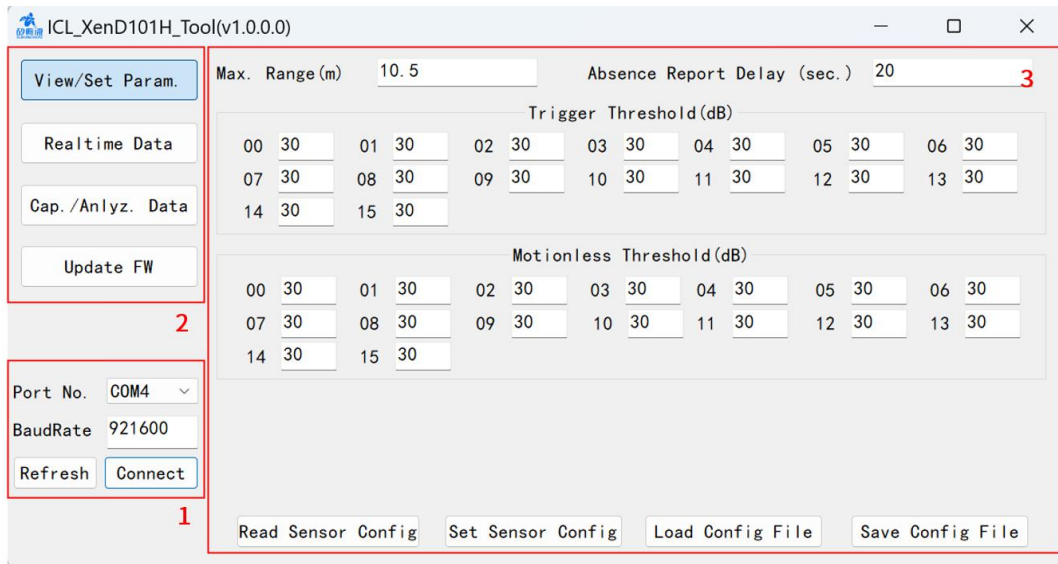 矽典微 ICL_XenD101H_Tool(v1.0.0.0)
View/Set Param.
Realtime Data
Cap./Anlyz. Data
Update FW
2
Port No. COM4
BaudRate 921600
Refresh Connect
1
Max. Range(m) 10.5 Absence Report Delay (sec.) 20
3
Trigger Threshold(dB)
00 30 01 30 02 30 03 30 04 30 05 30 06 30
07 30 08 30 09 30 10 30 11 30 12 30 13 30
14 30 15 30
Motionless Threshold(dB)
00 30 01 30 02 30 03 30 04 30 05 30 06 30
07 30 08 30 09 30 10 30 11 30 12 30 13 30
14 30 15 30
Read Sensor Config Set Sensor Config Load Config File Save Config File